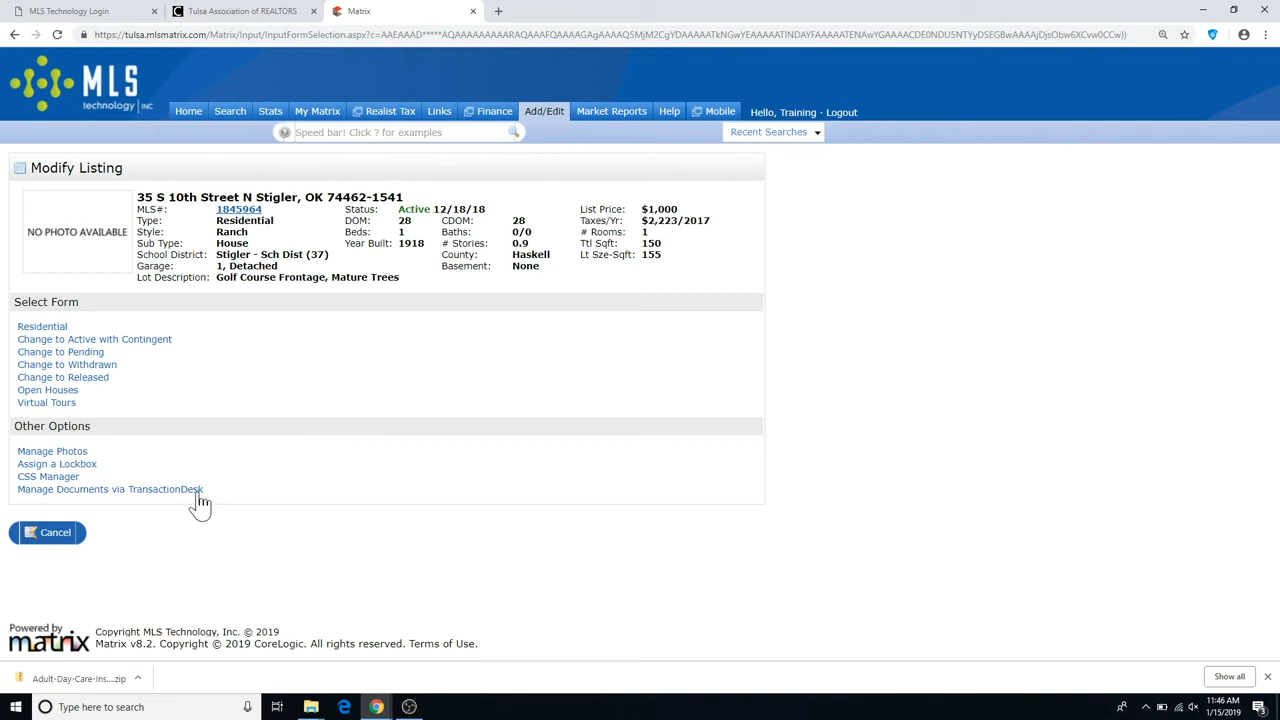 MLS Technology Login
Tulsa Association of REALTORS
Matrix
https://tulsa.mlsmatrix.com/Matrix/Input/InputFormSelection.aspx?c=AAEAAAD*****AQAAAAAAAAARAQAAAFQAAAAGAgAAAAQ5MjM2CgYDAAAAATkNGwYEAAAAATINDAYFAAAAATENAwYGAAAACDE0NDU5NTYyDSEGBwAAAAjDjsObw6XCvw0CCw))
MLS
technology INC
Home Search Stats My Matrix Realist Tax Links Finance Add/Edit Market Reports Help Mobile Hello, Training · Logout
Speed bar! Click ? for examples
Recent Searches
Modify Listing
NO PHOTO AVAILABLE
35 S 10th Street N Stigler, OK 74462-1541
MLS#: 1845964 Status: Active 12/18/18 List Price: $1,000
Type: Residential DOM: 28 CDOM: 28 Taxes/Yr: $2,223/2017
Style: Ranch Beds: 1 Baths: 0/0 # Rooms: 1
Sub Type: House Year Built: 1918 # Stories: 0.9 Ttl Sqft: 150
School District: Stigler - Sch Dist (37) County: Haskell Lt Sze-Sqft: 155
Garage: 1, Detached Basement: None
Lot Description: Golf Course Frontage, Mature Trees
Select Form
Residential
Change to Active with Contingent
Change to Pending
Change to Withdrawn
Change to Released
Open Houses
Virtual Tours
Other Options
Manage Photos
Assign a Lockbox
CSS Manager
Manage Documents via TransactionDesk
Cancel
Powered by
matrix
Copyright MLS Technology, Inc. © 2019
Matrix v8.2. Copyright © 2019 CoreLogic. All rights reserved. Terms of Use.
Adult-Day-Care-Ins....zip
Show all
Type here to search
11:46 AM
1/15/2019
3